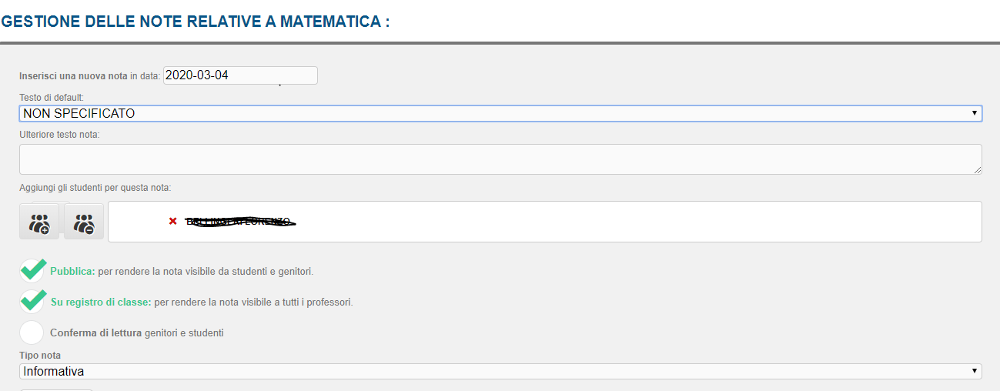 GESTIONE DELLE NOTE RELATIVE A MATEMATICA :
Inserisci una nuova nota in data: 2020-03-04
Testo di default:
NON SPECIFICATO
Ulteriore testo nota:
Aggiungi gli studenti per questa nota:
Pubblica: per rendere la nota visibile da studenti e genitori.
Su registro di classe: per rendere la nota visibile a tutti i professori.
Conferma di lettura genitori e studenti
Tipo nota
Informativa